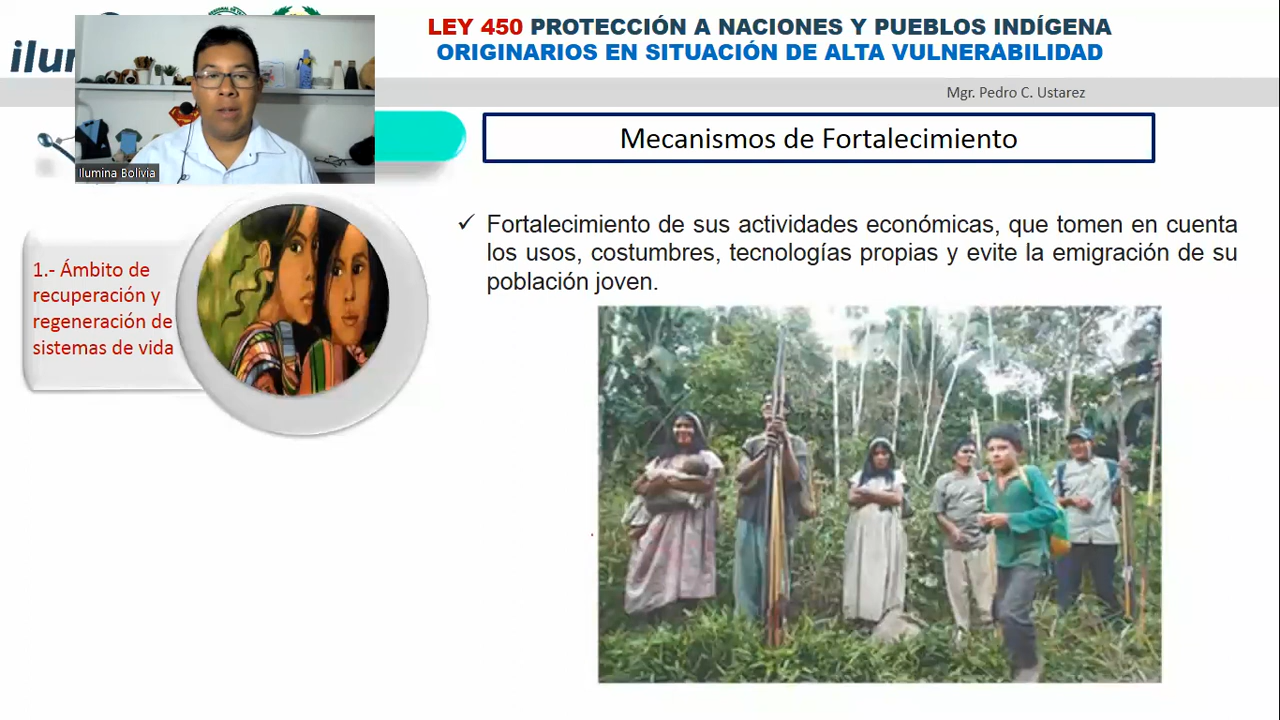 LEY 450 PROTECCIÓN A NACIONES Y PUEBLOS INDÍGENA
ORIGINARIOS EN SITUACIÓN DE ALTA VULNERABILIDAD
Mgr. Pedro C. Ustarez
Mecanismos de Fortalecimiento
Ilumina Bolivia
✓ Fortalecimiento de sus actividades económicas, que tomen en cuenta
los usos, costumbres, tecnologías propias y evite la emigración de su
población joven.
1.- Ámbito de
recuperación y
regeneración de
sistemas de vida